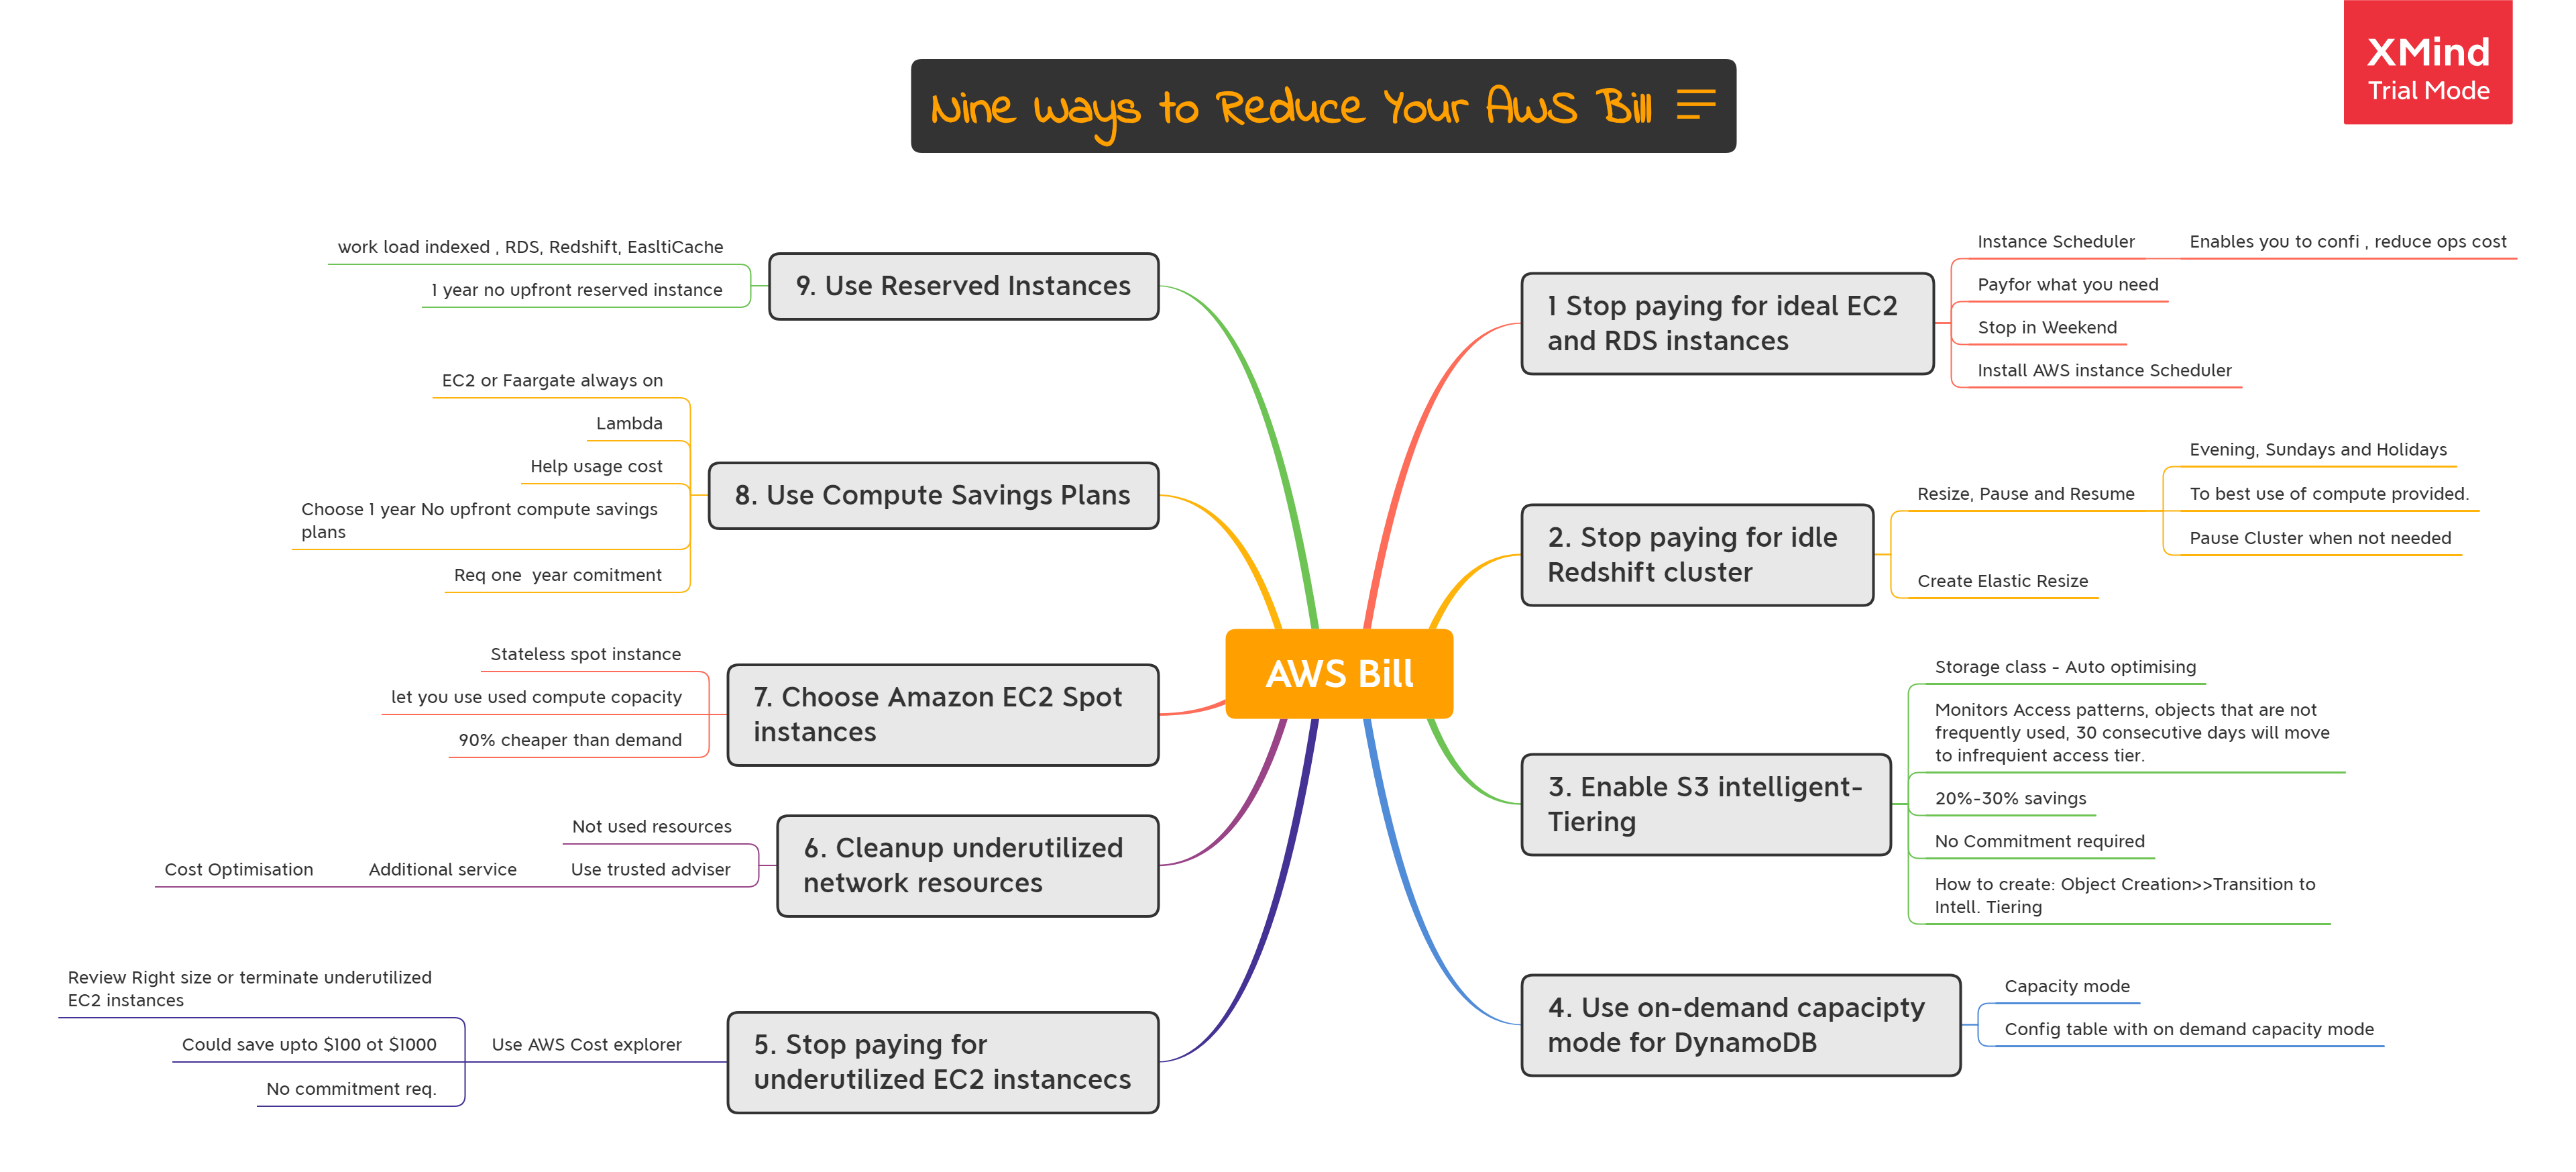 XMind
Trial Mode
Nine Ways to Reduce Your AWS Bill
AWS Bill
1 Stop paying for ideal EC2
and RDS instances
Instance Scheduler
Enables you to confi , reduce ops cost
Payfor what you need
Stop in Weekend
Install AWS instance Scheduler
2. Stop paying for idle
Redshift cluster
Resize, Pause and Resume
Evening, Sundays and Holidays
To best use of compute provided.
Pause Cluster when not needed
Create Elastic Resize
3. Enable S3 intelligent-
Tiering
Storage class - Auto optimising
Monitors Access patterns, objects that are not
frequently used, 30 consecutive days will move
to infrequient access tier.
20%-30% savings
No Commitment required
How to create: Object Creation>>Transition to
Intell. Tiering
4. Use on-demand capacipty
mode for DynamoDB
Capacity mode
Config table with on demand capacity mode
5. Stop paying for
underutilized EC2 instancecs
Use AWS Cost explorer
Review Right size or terminate underutilized
EC2 instances
Could save upto $100 ot $1000
No commitment req.
6. Cleanup underutilized
network resources
Not used resources
Use trusted adviser
Additional service
Cost Optimisation
7. Choose Amazon EC2 Spot
instances
Stateless spot instance
let you use used compute copacity
90% cheaper than demand
8. Use Compute Savings Plans
EC2 or Faargate always on
Lambda
Help usage cost
Choose 1 year No upfront compute savings
plans
Req one  year comitment
9. Use Reserved Instances
work load indexed , RDS, Redshift, EasltiCache
1 year no upfront reserved instance